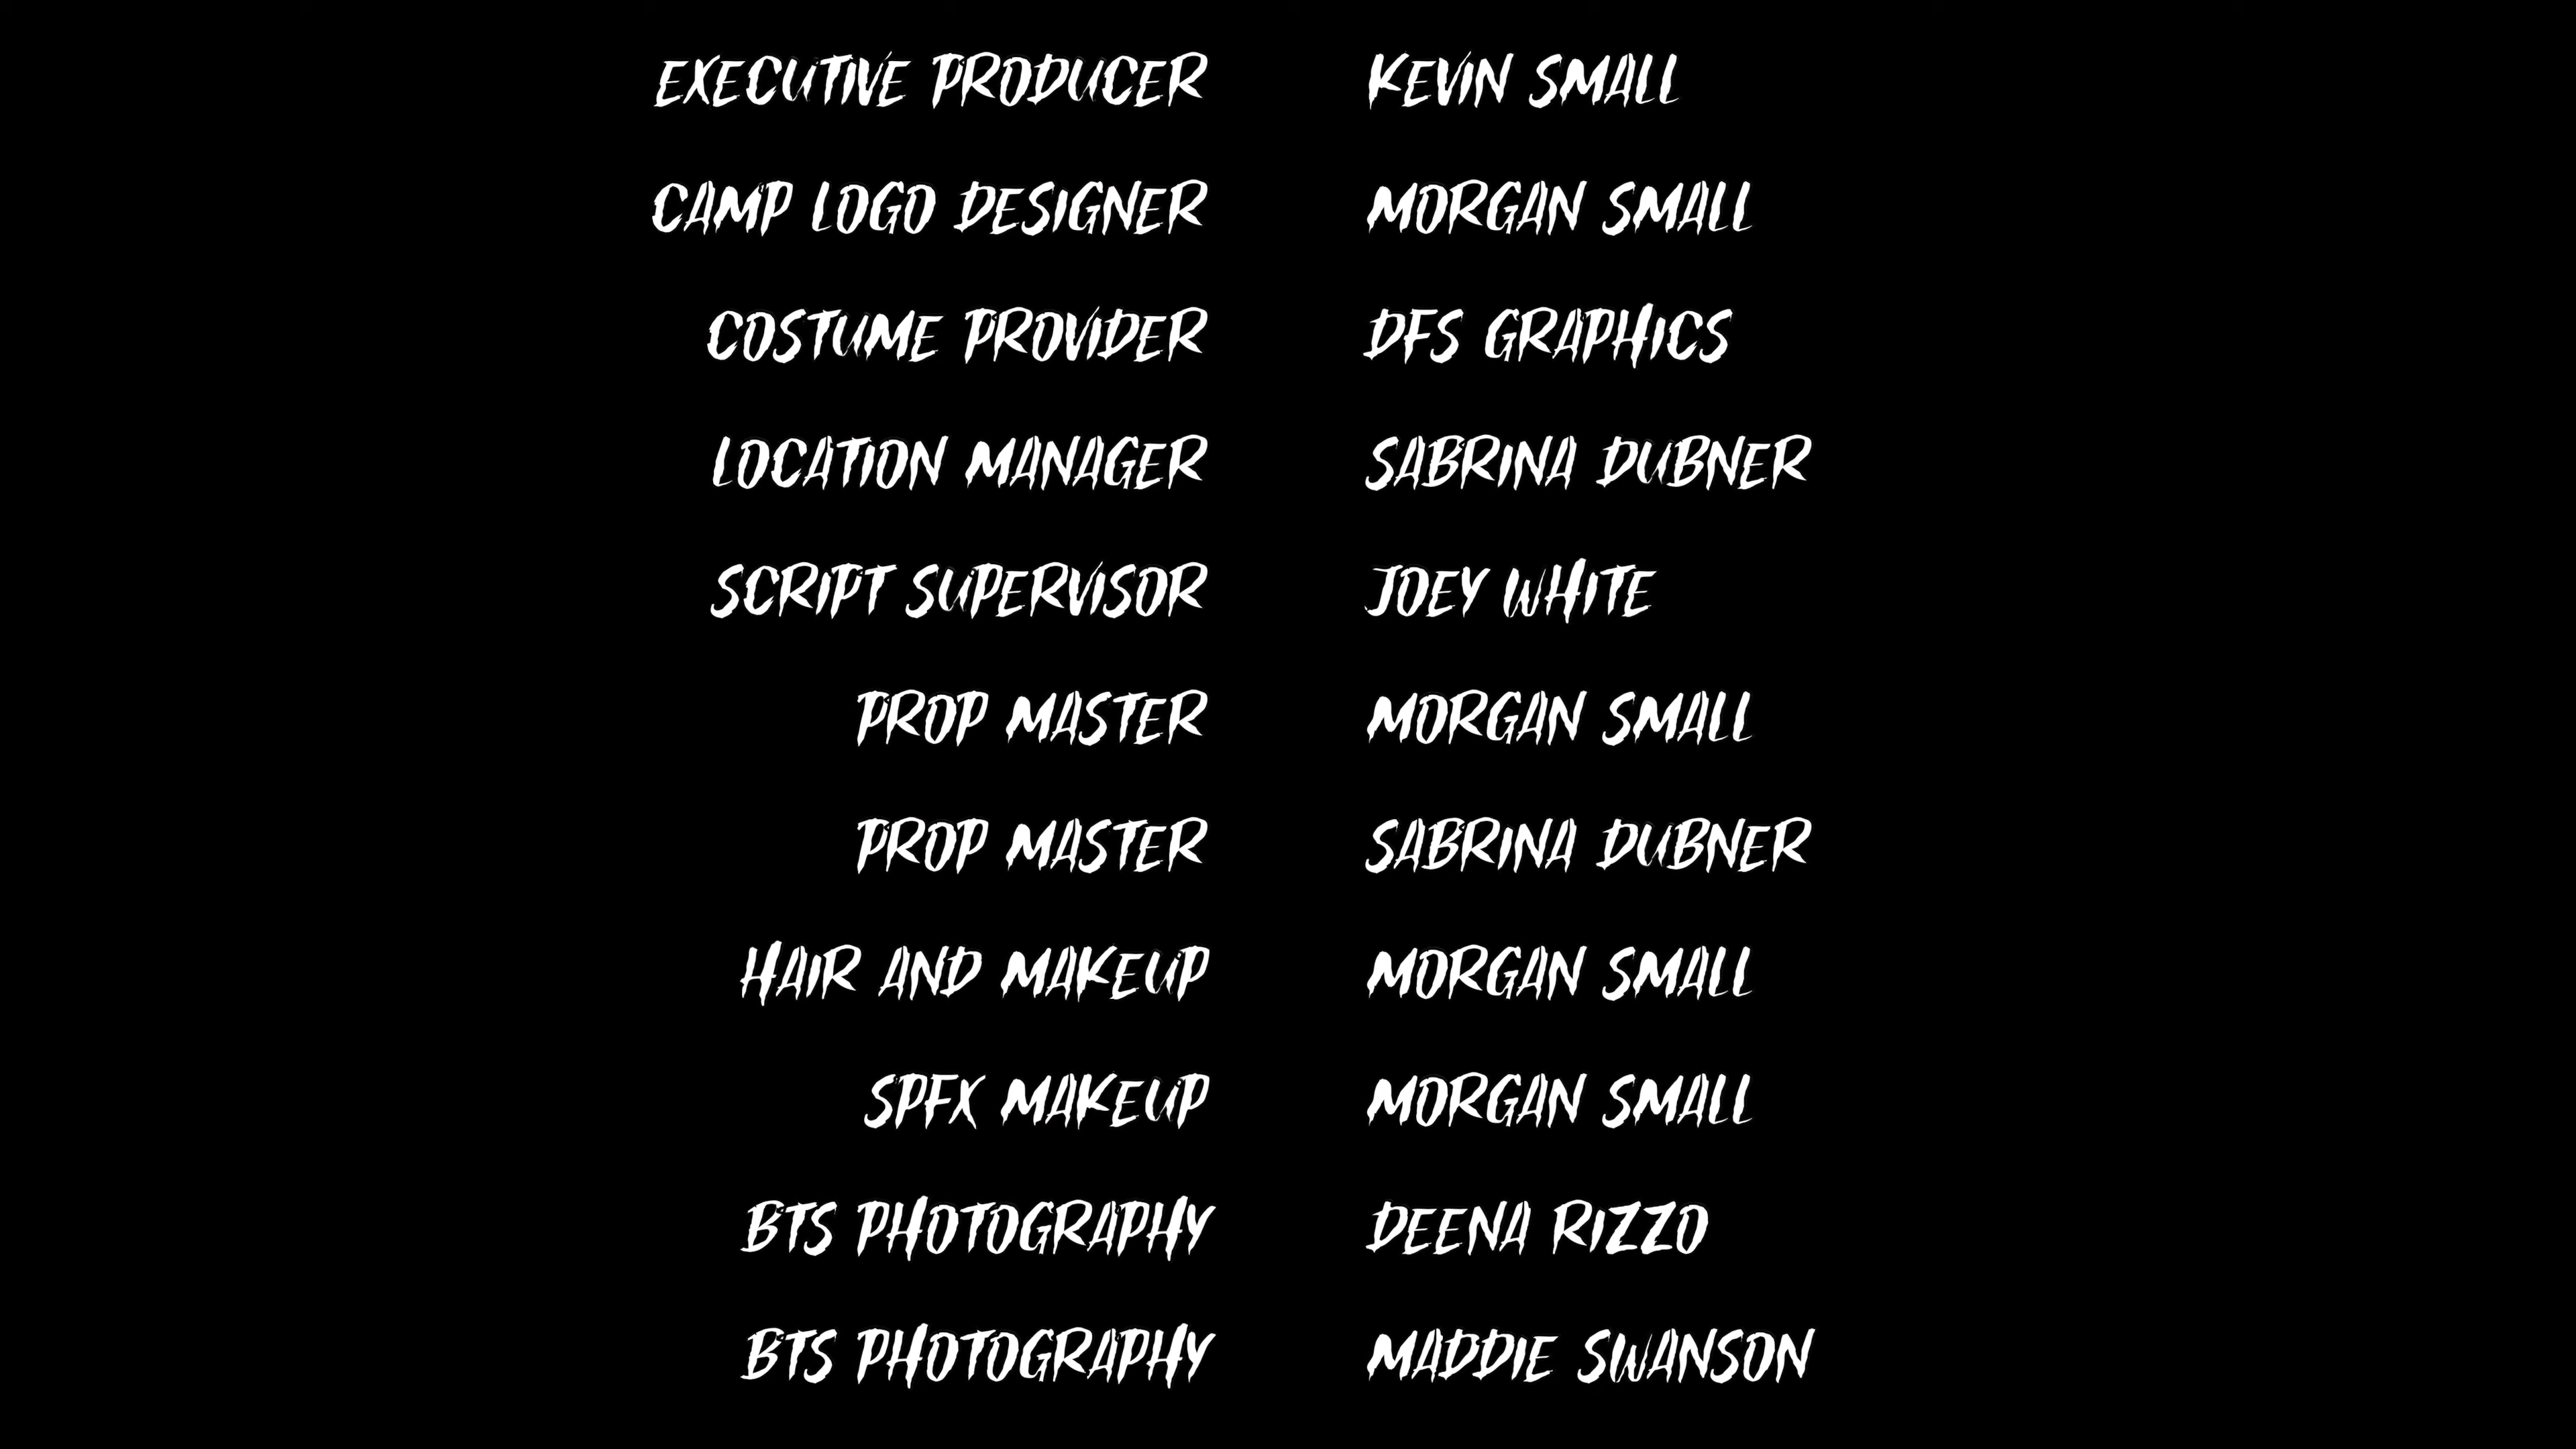 EXECUTIVE PRODUCER KEVIN SMALL
CAMP LOGO DESIGNER MORGAN SMALL
COSTUME PROVIDER DFS GRAPHICS
LOCATION MANAGER SABRINA DUBNER
SCRIPT SUPERVISOR JOEY WHITE
PROP MASTER MORGAN SMALL
PROP MASTER SABRINA DUBNER
HAIR AND MAKEUP MORGAN SMALL
SPFX MAKEUP MORGAN SMALL
BTS PHOTOGRAPHY DEENA RIZZO
BTS PHOTOGRAPHY MADDIE SWANSON